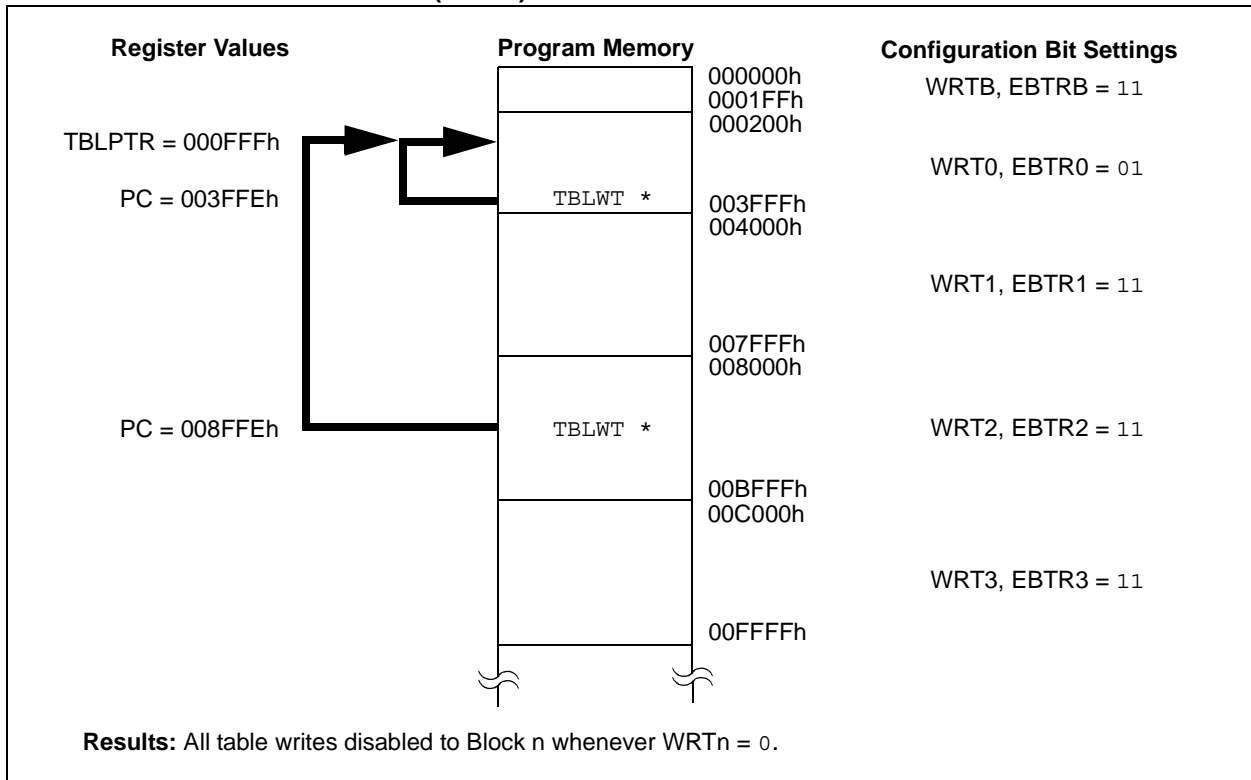 Register Values Program Memory Configuration Bit Settings
000000h
WRTB, EBTRB = 11
0001FFh
000200h
TBLPTR = 000FFFh
WRT0, EBTR0 = 01
PC = 003FFEh TBLWT * 003FFFh
004000h
WRT1, EBTR1 = 11
007FFFh
008000h
PC = 008FFEh TBLWT * WRT2, EBTR2 = 11
00BFFFh
00C000h
WRT3, EBTR3 = 11
00FFFFh
Results: All table writes disabled to Block n whenever WRTn = 0.